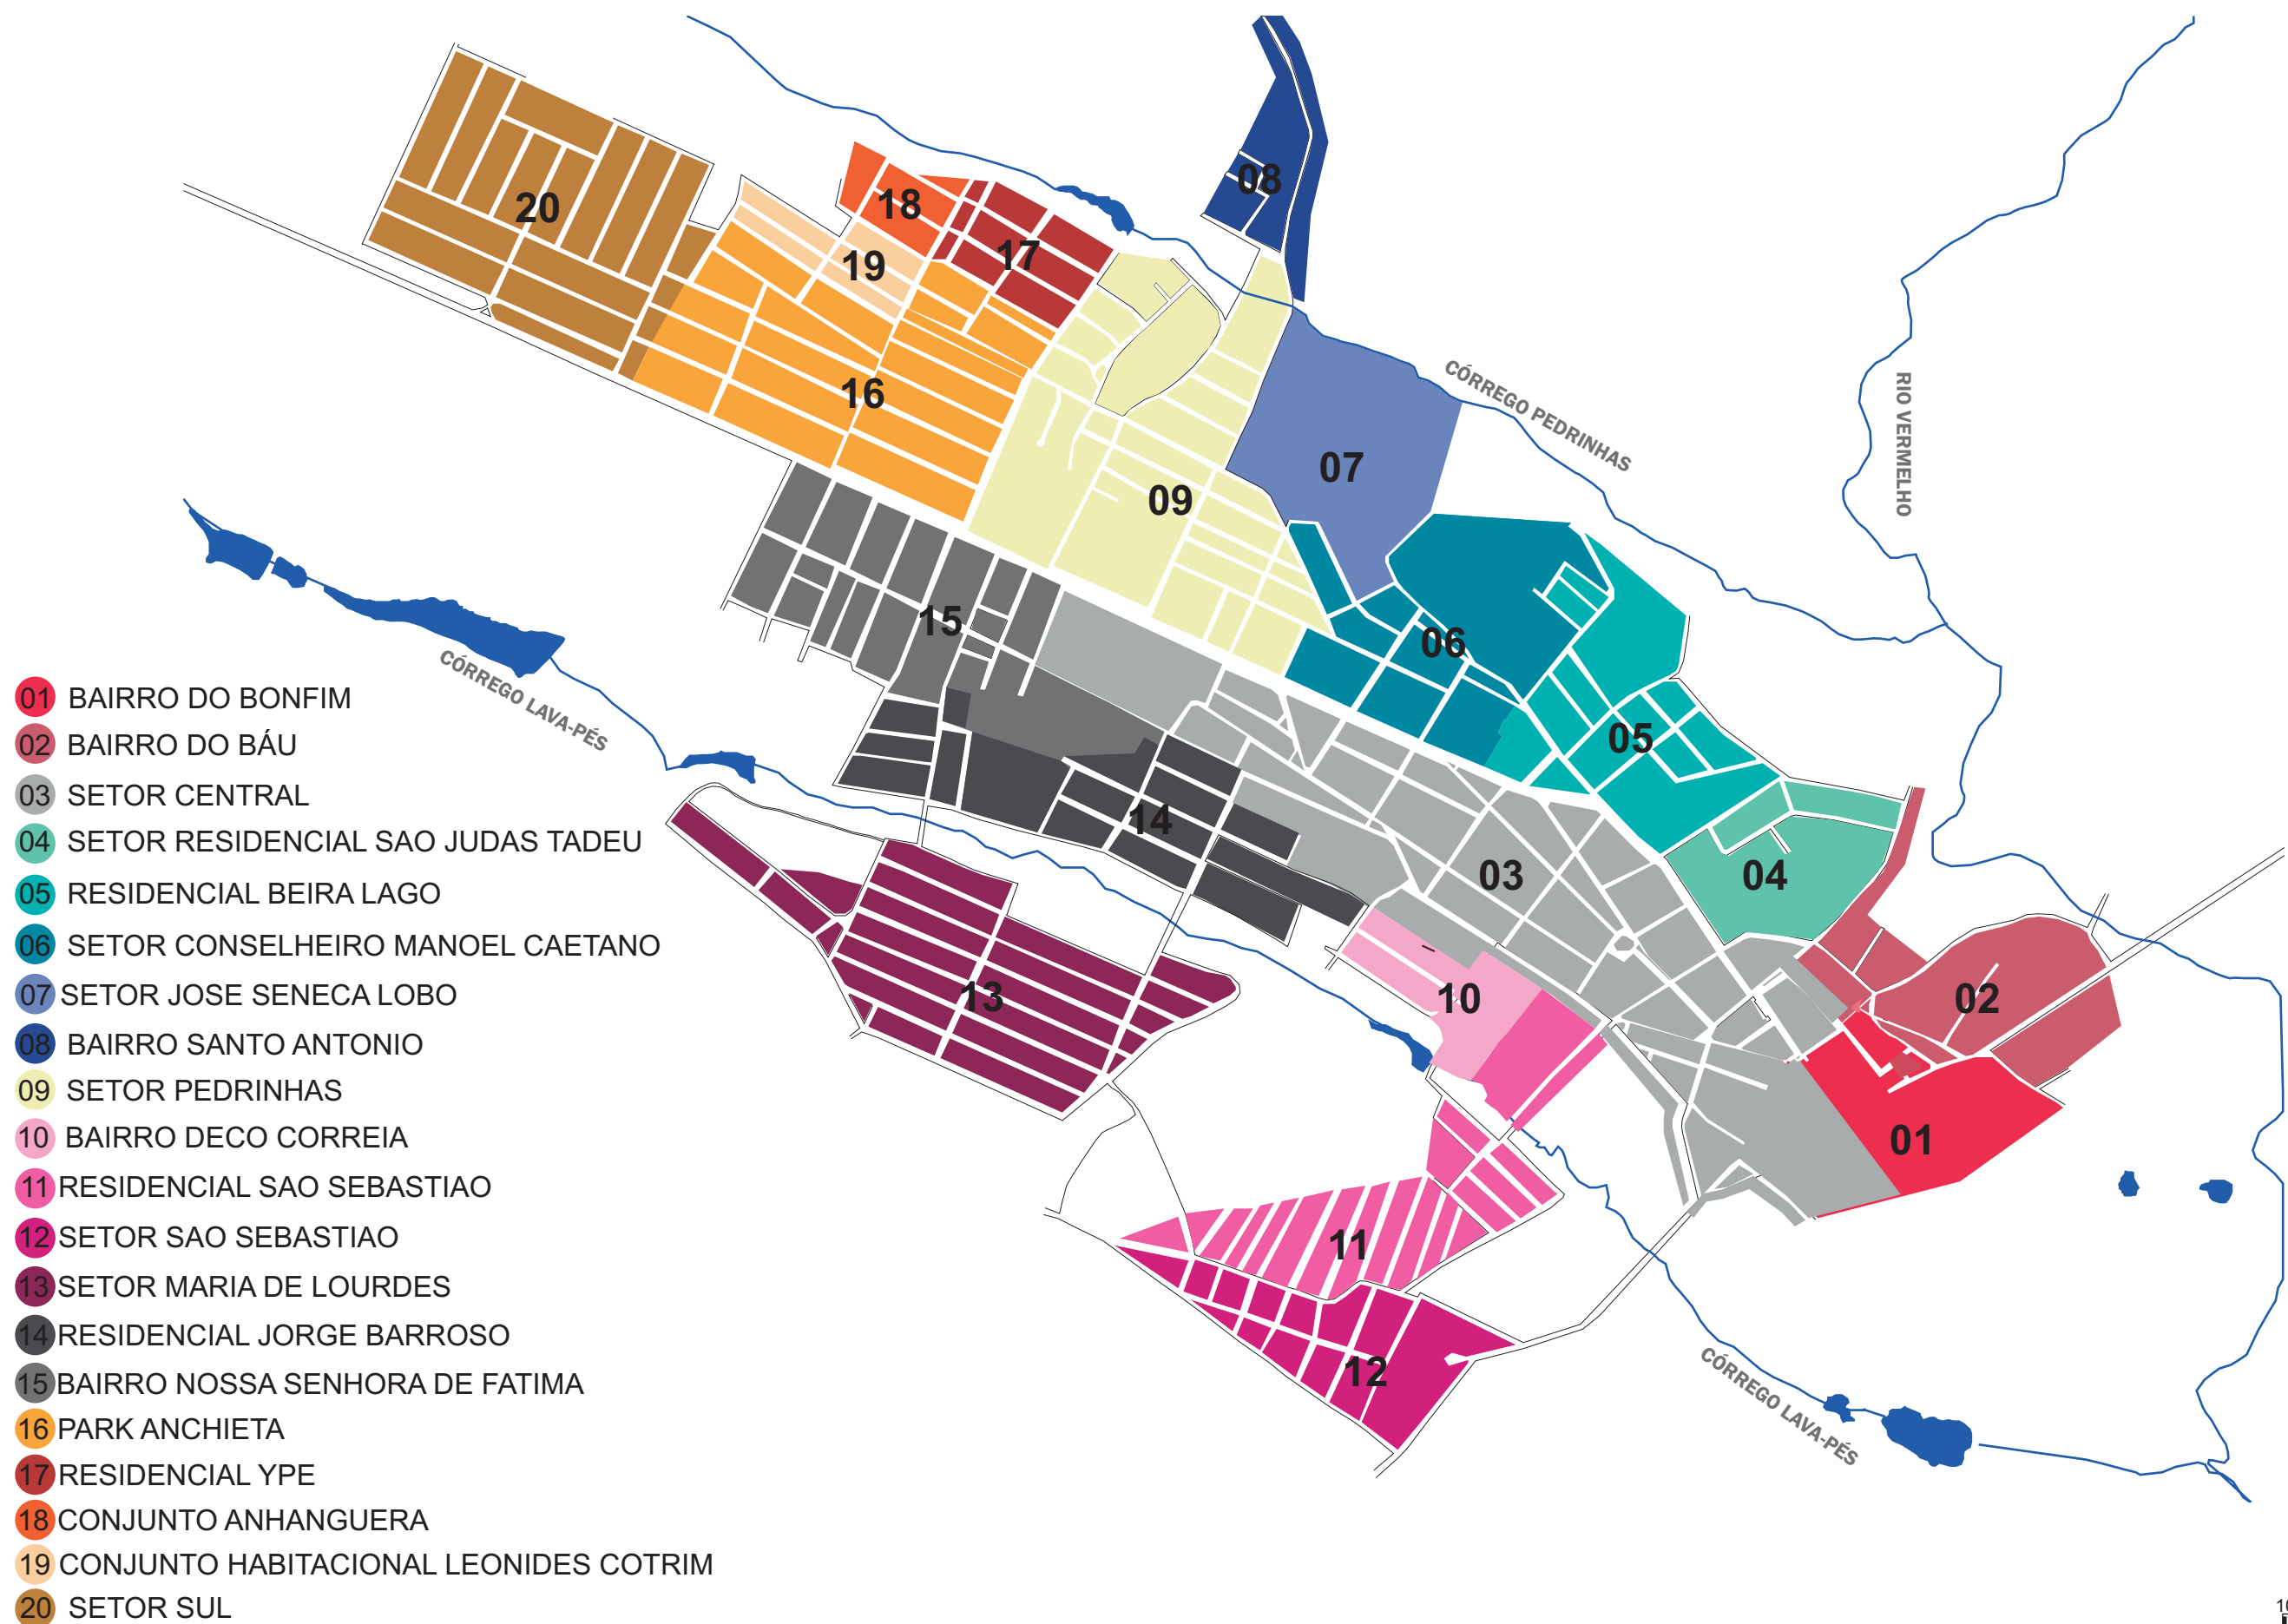 20
18
08
17
19
16
CÓRREGO PEDRINHAS
RIO VERMELHO
07
09
15
06
CÓRREGO LAVA-PÉS
05
14
03
04
13
10
02
01
11
12
CÓRREGO LAVA-PÉS
01 BAIRRO DO BONFIM
02 BAIRRO DO BÁU
03 SETOR CENTRAL
04 SETOR RESIDENCIAL SAO JUDAS TADEU
05 RESIDENCIAL BEIRA LAGO
06 SETOR CONSELHEIRO MANOEL CAETANO
07 SETOR JOSE SENECA LOBO
08 BAIRRO SANTO ANTONIO
09 SETOR PEDRINHAS
10 BAIRRO DECO CORREIA
11 RESIDENCIAL SAO SEBASTIAO
12 SETOR SAO SEBASTIAO
13 SETOR MARIA DE LOURDES
14 RESIDENCIAL JORGE BARROSO
15 BAIRRO NOSSA SENHORA DE FATIMA
16 PARK ANCHIETA
17 RESIDENCIAL YPE
18 CONJUNTO ANHANGUERA
19 CONJUNTO HABITACIONAL LEONIDES COTRIM
20 SETOR SUL